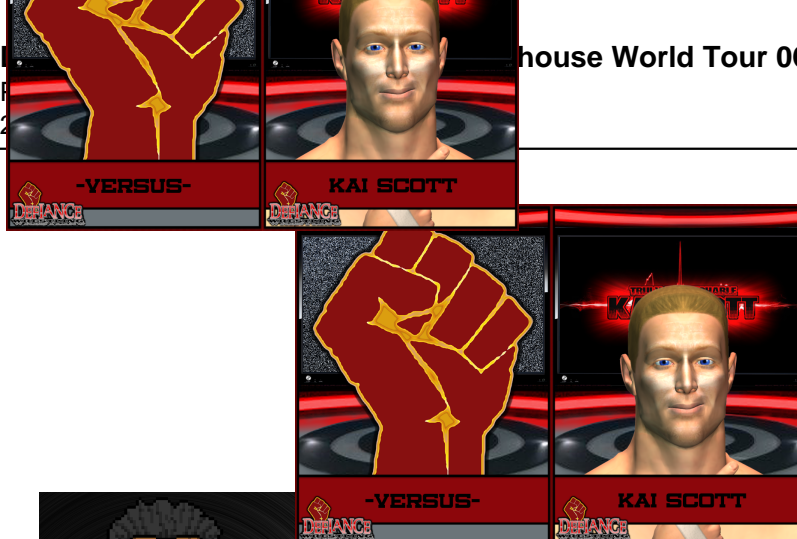 house World Tour 00
-VERSUS-
KAI SCOTT
DEFIANCE
DEFIANCE
KAI SCOTT
-VERSUS-
KAI SCOTT
DEFIANCE
DEFIANCE